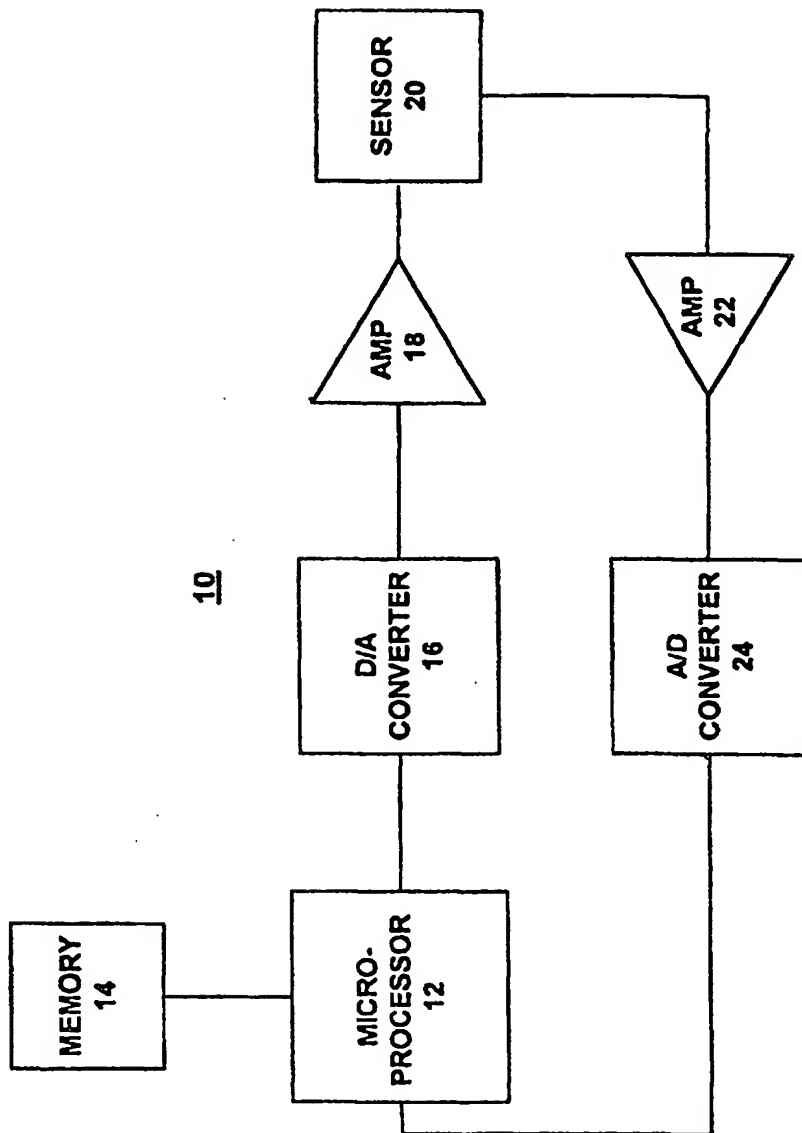 10
MEMORY
14
MICRO-
PROCESSOR
12
D/A
CONVERTER
16
AMP
18
SENSOR
20
AMP
22
A/D
CONVERTER
24